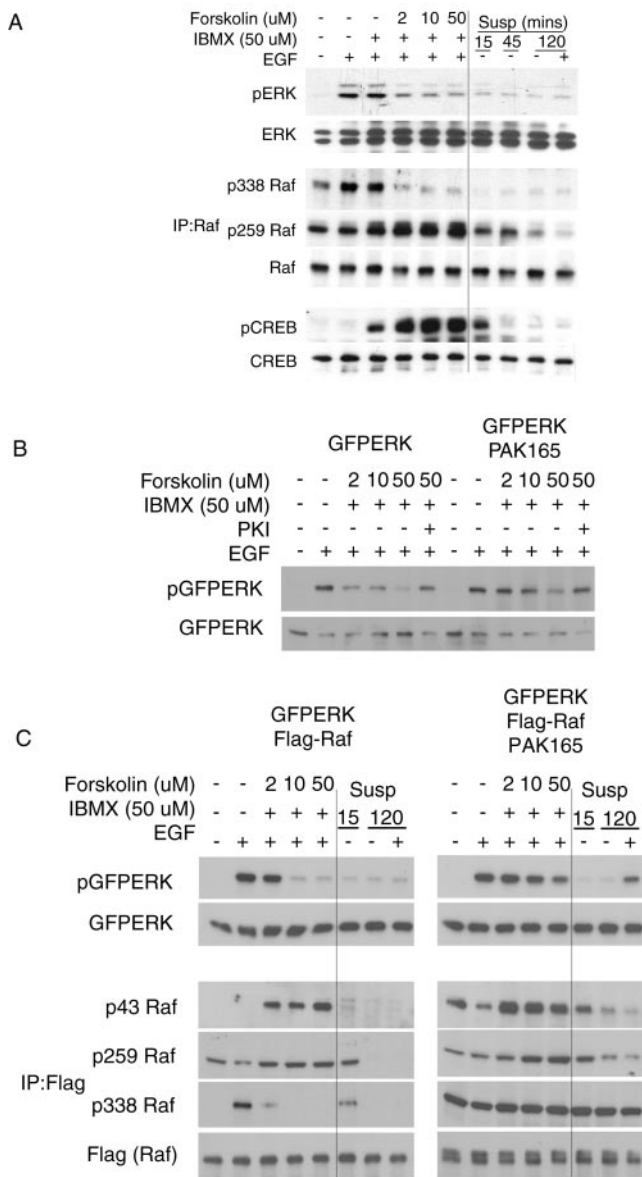 A
Forskolin (uM) - - - 2 10 50 Susp (mins)
IBMX (50 uM) - - + + + + 15 45 120
EGF - + + + + + - - - +
pERK
ERK
p338 Raf
IP:Raf p259 Raf
Raf
pCREB
CREB
B
GFPERK GFPERK
PAK165
Forskolin (uM) - - 2 10 50 50 - - 2 10 50 50
IBMX (50 uM) - - + + + + - - + + + +
PKI - - - - - + - - - - - +
EGF - + + + + + - + + + + +
pGFPERK
GFPERK
C
GFPERK
Flag-Raf
GFPERK
Flag-Raf
PAK165
Forskolin (uM) - - 2 10 50 Susp - - 2 10 50 Susp
IBMX (50 uM) - - + + + 15 120 - - + + + 15 120
EGF - + + + + - - + - + + + + - - +
pGFPERK
GFPERK
p43 Raf
p259 Raf
IP:Flag
p338 Raf
Flag (Raf)